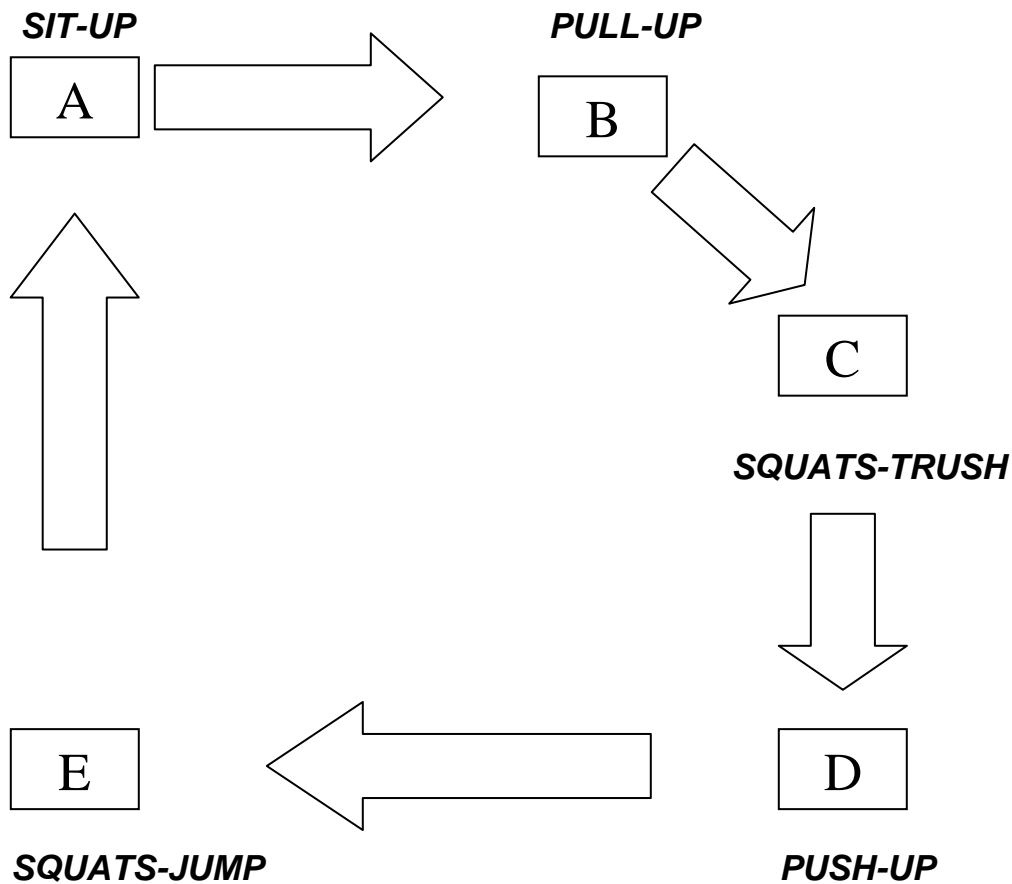 SIT-UP
PULL-UP
A
B
C
SQUATS-TRUSH
E
D
SQUATS-JUMP
PUSH-UP